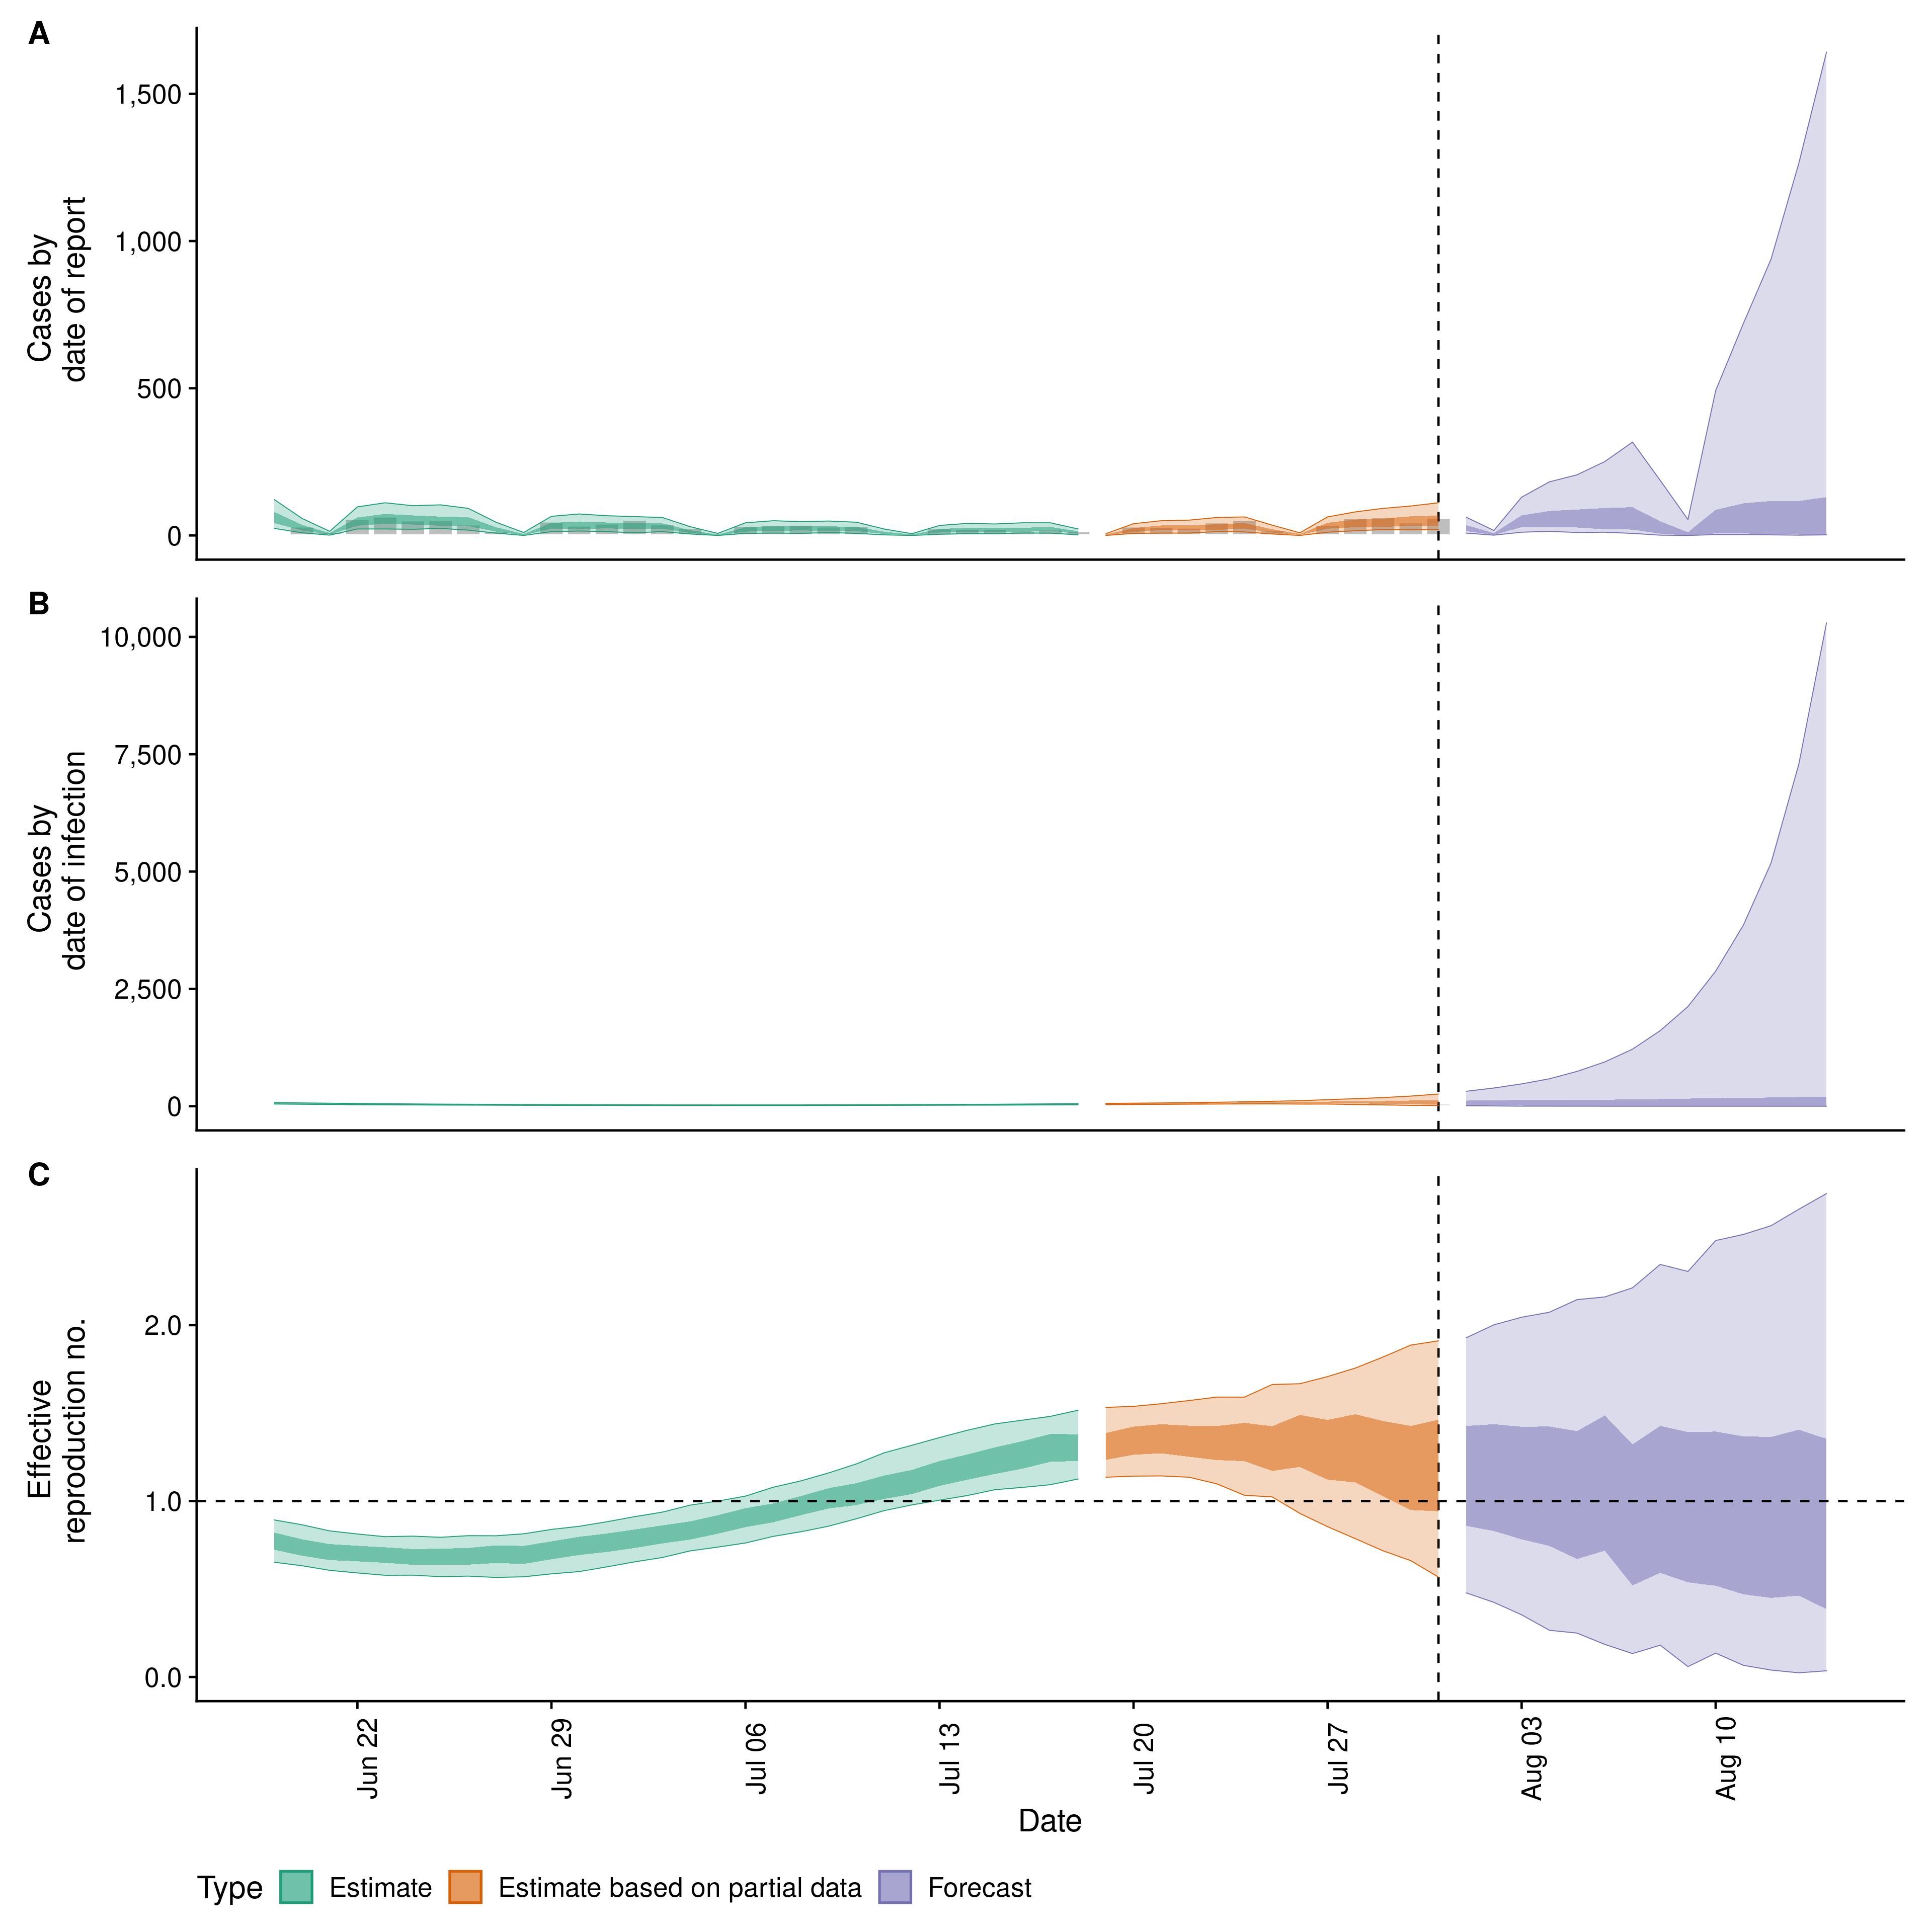 A
Cases by
date of report
1,500
1,000
500
0
B
Cases by
date of infection
10,000
7,500
5,000
2,500
0
C
Effective
reproduction no.
2.0
1.0
0.0
Jun 22
Jun 29
Jul 06
Jul 13
Jul 20
Jul 27
Aug 03
Aug 10
Date
Type Estimate Estimate based on partial data Forecast